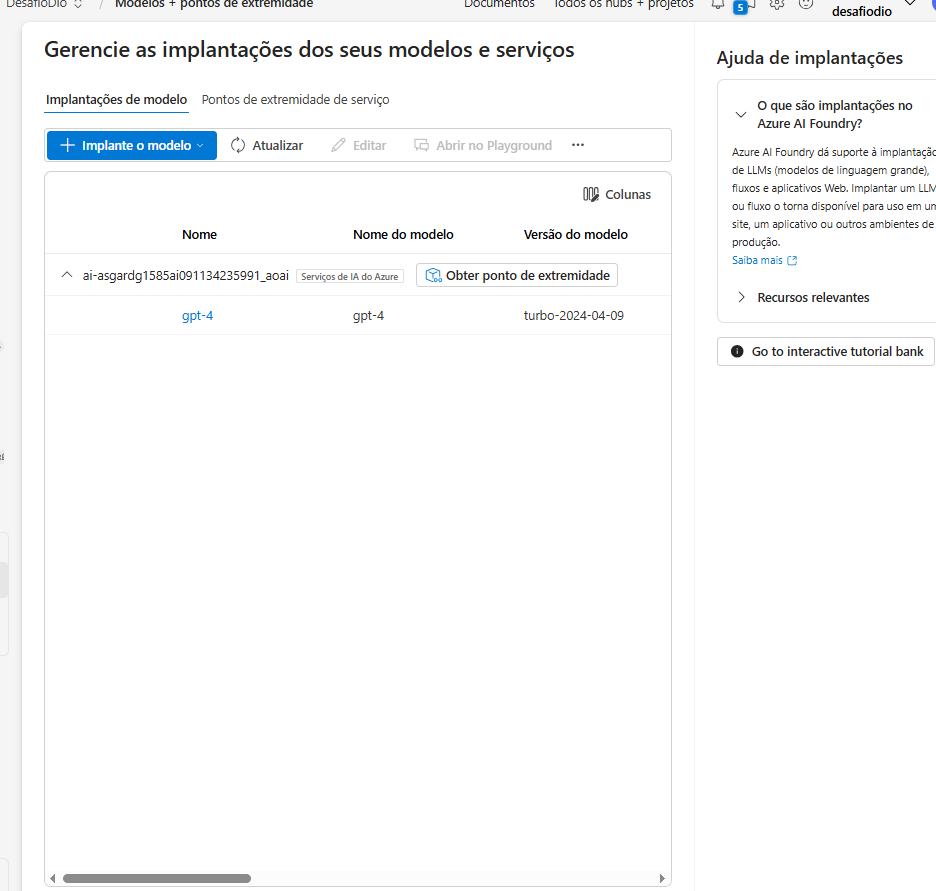 DesafioDio / Modelos + pontos de extremidade Documentos Todos os hubs + projetos 5 desafiodio
Gerencie as implantações dos seus modelos e serviços
Implantações de modelo Pontos de extremidade de serviço
Implante o modelo Atualizar Editar Abrir no Playground ...
Colunas
Nome Nome do modelo Versão do modelo
ai-asgardg1585ai091134235991_aoai Serviços de IA do Azure Obter ponto de extremidade
gpt-4 gpt-4 turbo-2024-04-09
Ajuda de implantações
O que são implantações no
Azure AI Foundry?
Azure AI Foundry dá suporte à implantação
de LLMs (modelos de linguagem grande),
fluxos e aplicativos Web. Implantar um LLM
ou fluxo o torna disponível para uso em um
site, um aplicativo ou outros ambientes de
produção.
Saiba mais
Recursos relevantes
Go to interactive tutorial bank